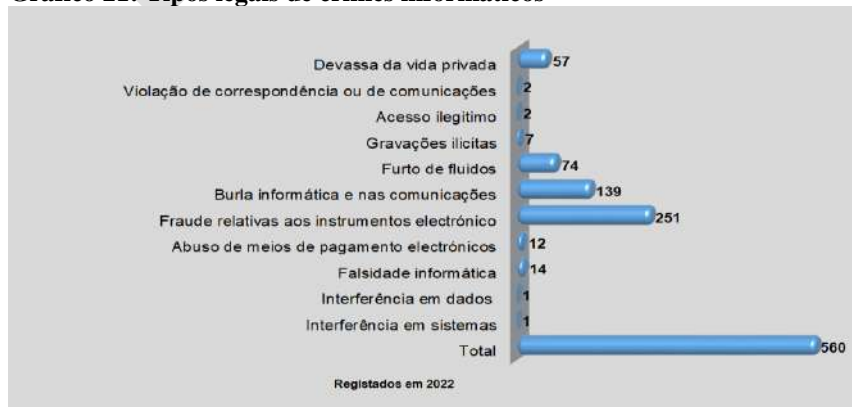 Gráfico 21: Tipos legais de crimes informáticos
Devassa da vida privada 57
Violação de correspondência ou de comunicações 2
Acesso ilegitimo 2
Gravações ilicitas 7
Furto de fluidos 74
Burla informática e nas comunicações 139
Fraude relativas aos instrumentos electrónico 251
Abuso de meios de pagamento electrónicos 12
Falsidade informática 14
Interferência em dados 1
Interferência em sistemas 1
Total 560
Registados em 2022